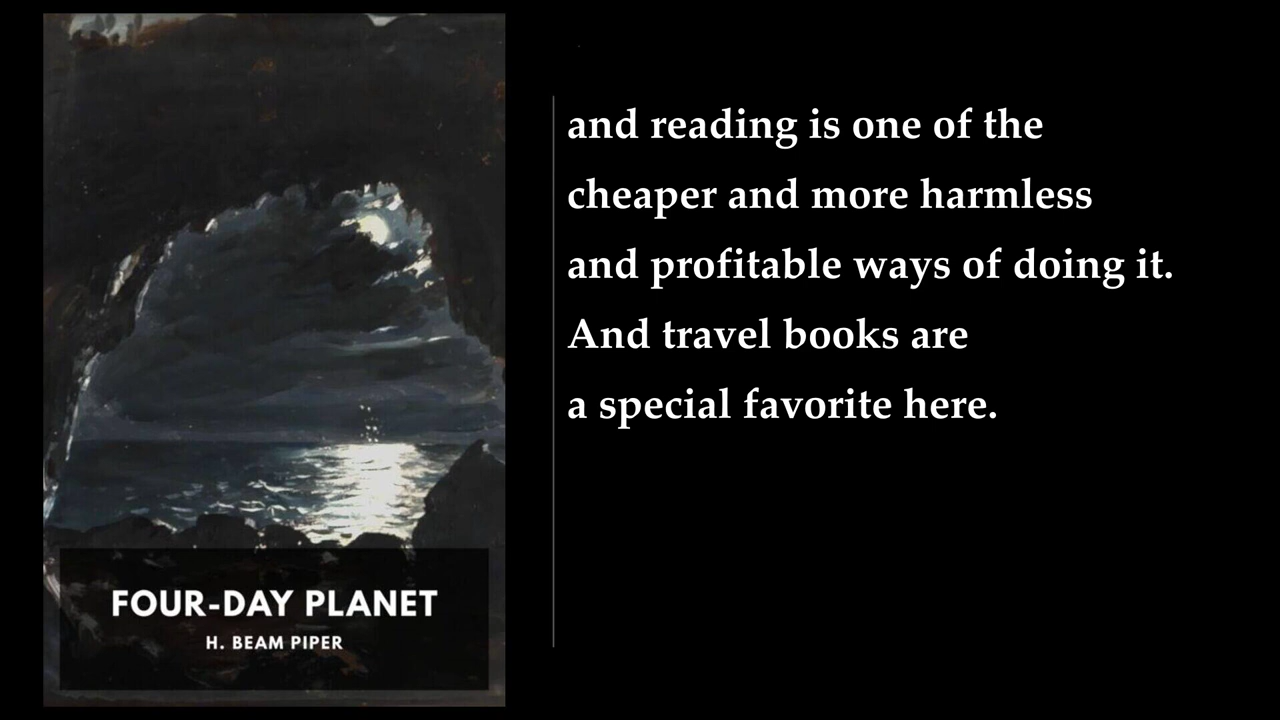 and reading is one of the
cheaper and more harmless
and profitable ways of doing it.
And travel books are
a special favorite here.
FOUR-DAY PLANET
H. BEAM PIPER